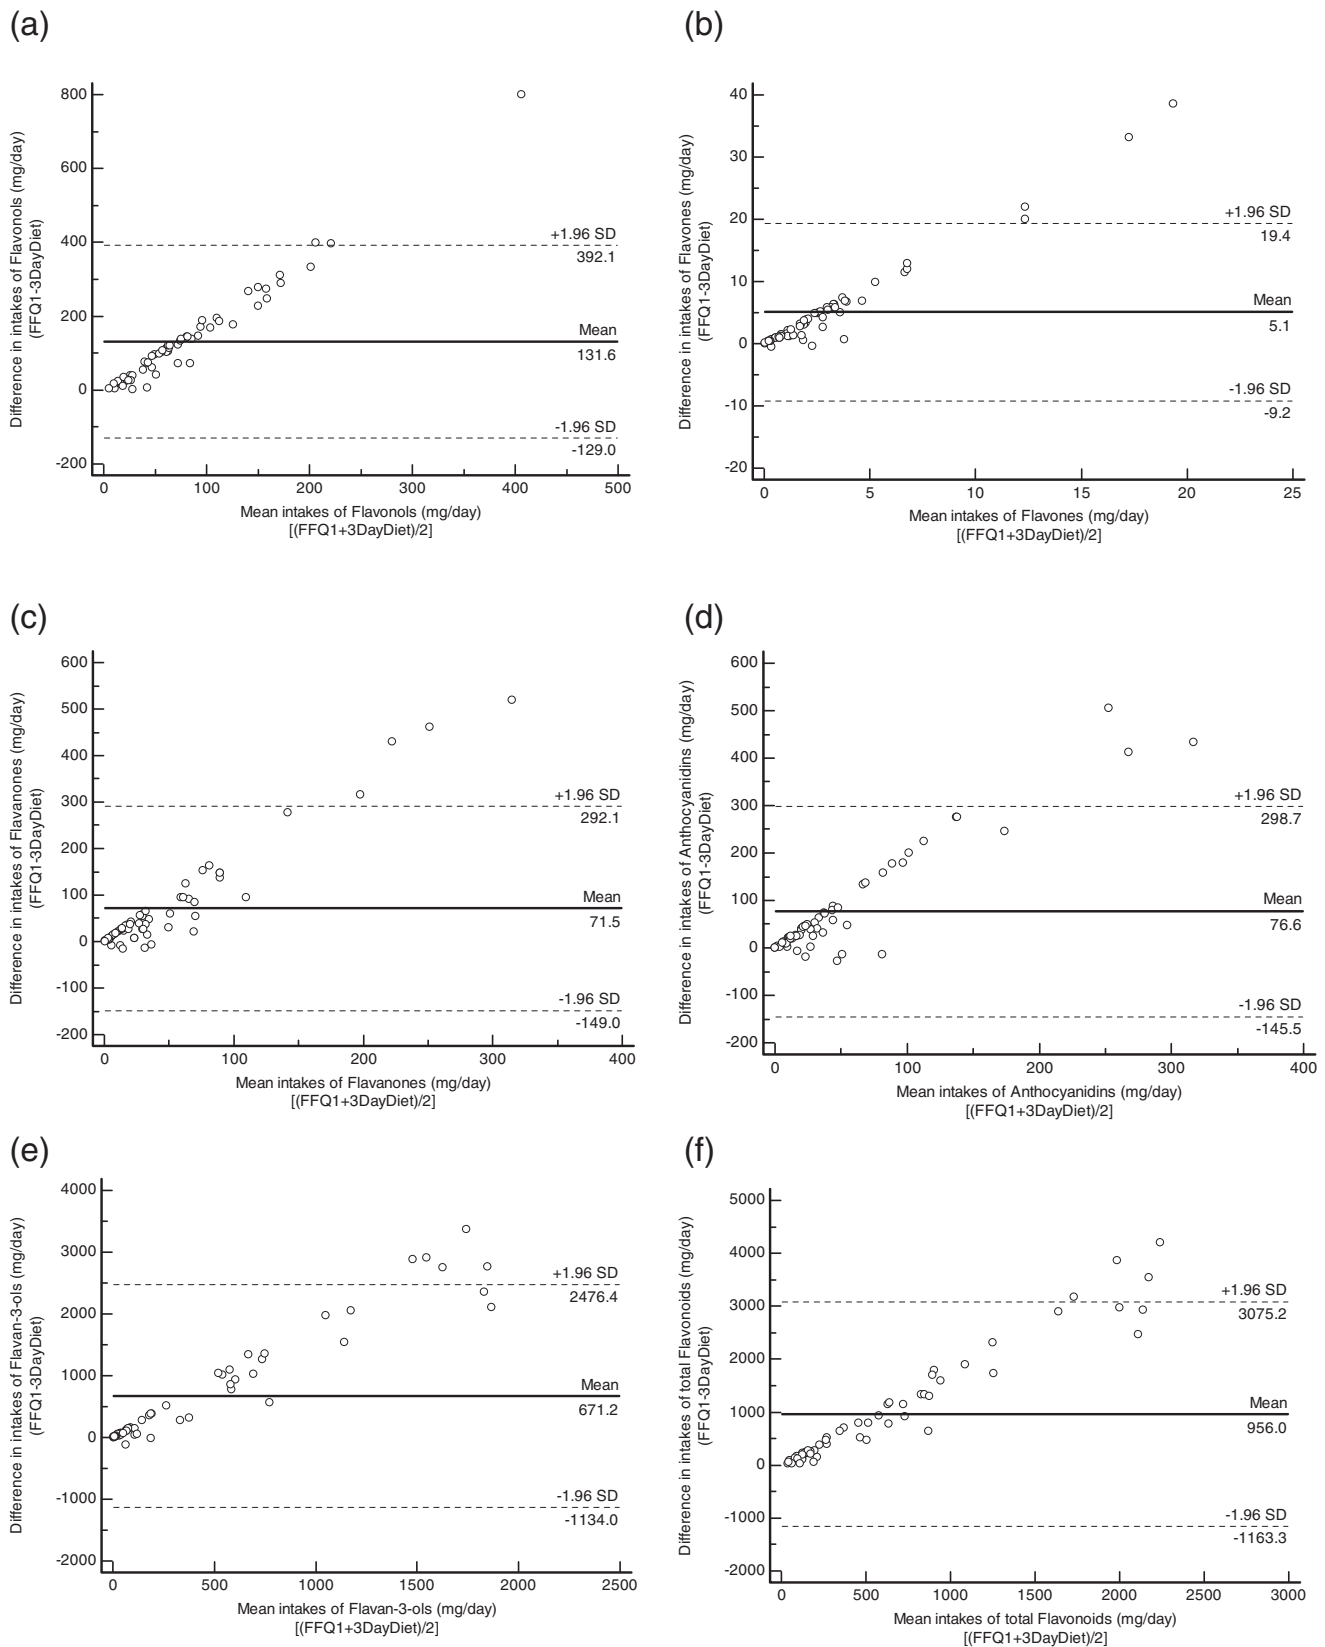 (a)
Difference in intakes of Flavonols (mg/day)
(FFQ1-3DayDiet)
800
600
400
200
0
-200
+1.96 SD
392.1
Mean
131.6
-1.96 SD
-129.0
0 100 200 300 400 500
Mean intakes of Flavonols (mg/day)
[(FFQ1+3DayDiet)/2]
(b)
Difference in intakes of Flavones (mg/day)
(FFQ1-3DayDiet)
40
30
20
10
0
-10
-20
+1.96 SD
19.4
Mean
5.1
-1.96 SD
-9.2
0 5 10 15 20 25
Mean intakes of Flavones (mg/day)
[(FFQ1+3DayDiet)/2]
(c)
Difference in intakes of Flavanones (mg/day)
(FFQ1-3DayDiet)
600
500
400
300
200
100
0
-100
-200
+1.96 SD
292.1
Mean
71.5
-1.96 SD
-149.0
0 100 200 300 400
Mean intakes of Flavanones (mg/day)
[(FFQ1+3DayDiet)/2]
(d)
Difference in intakes of Anthocyanidins (mg/day)
(FFQ1-3DayDiet)
600
500
400
300
200
100
0
-100
-200
+1.96 SD
298.7
Mean
76.6
-1.96 SD
-145.5
0 100 200 300 400
Mean intakes of Anthocyanidins (mg/day)
[(FFQ1+3DayDiet)/2]
(e)
Difference in intakes of Flavan-3-ols (mg/day)
(FFQ1-3DayDiet)
4000
3000
2000
1000
0
-1000
-2000
+1.96 SD
2476.4
Mean
671.2
-1.96 SD
-1134.0
0 500 1000 1500 2000 2500
Mean intakes of Flavan-3-ols (mg/day)
[(FFQ1+3DayDiet)/2]
(f)
Difference in intakes of total Flavonoids (mg/day)
(FFQ1-3DayDiet)
5000
4000
3000
2000
1000
0
-1000
-2000
+1.96 SD
3075.2
Mean
956.0
-1.96 SD
-1163.3
0 500 1000 1500 2000 2500 3000
Mean intakes of total Flavonoids (mg/day)
[(FFQ1+3DayDiet)/2]